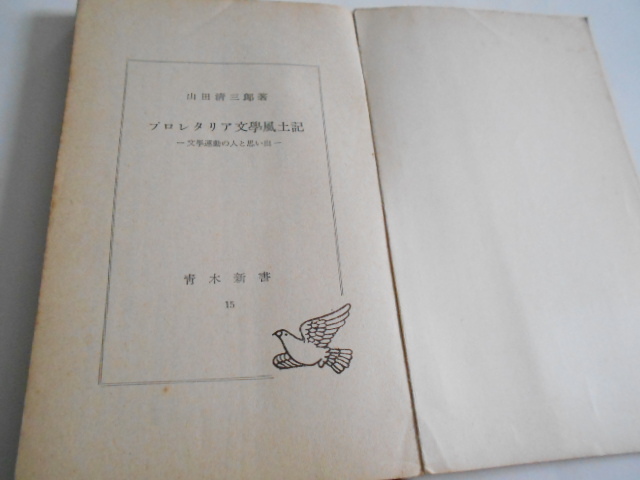 山田清三郎著
プロレタリア文學風土記
―文學運動の人と思い出―
青木新書
15